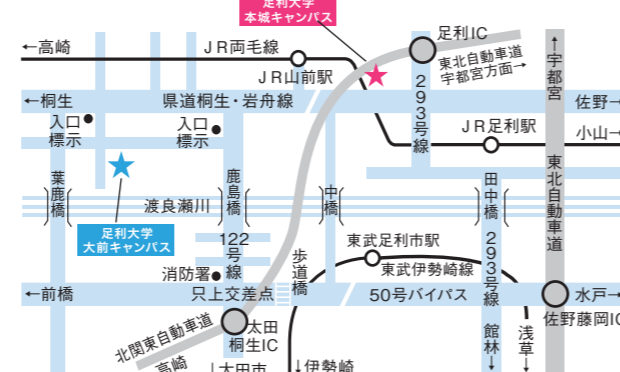 足利大学
本城キャンパス
足利IC
←高崎
JR両毛線
JR山前駅
東北自動車道
宇都宮方面→
↑宇都宮
293号線
←桐生
県道桐生・岩舟線
佐野→
入口
標示
入口
標示
JR足利駅
小山→
葉鹿橋
鹿島橋
中橋
田中橋
東北自動車道
渡良瀬川
足利大学
大前キャンパス
122号線
歩道橋
東武足利市駅
東武伊勢崎線
293号線
消防署
←前橋
只上交差点
50号バイパス
水戸→
北関東自動車道
太田
桐生IC
佐野藤岡IC
高崎
↓太田市
↓伊勢崎
館林↓
浅草↓